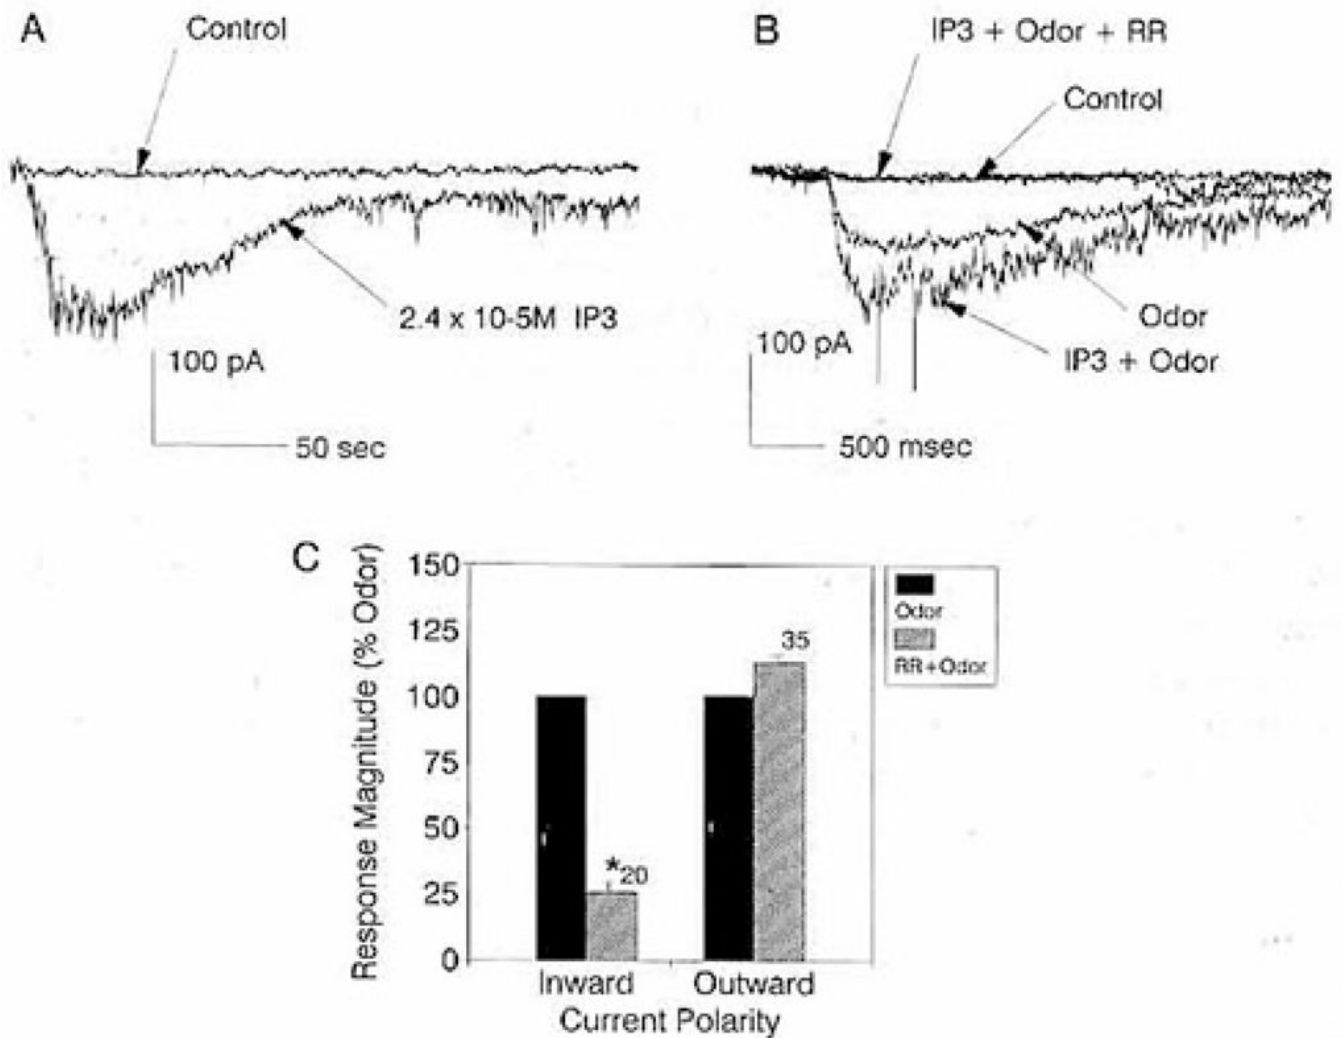 A
Control
2.4 x 10-5M IP3
100 pA
50 sec
B
IP3 + Odor + RR
Control
Odor
IP3 + Odor
100 pA
500 msec
C
Response Magnitude (% Odor)
150
125
100
75
50
25
0
*20
35
Inward
Outward
Current Polarity
Odor
RR+Odor